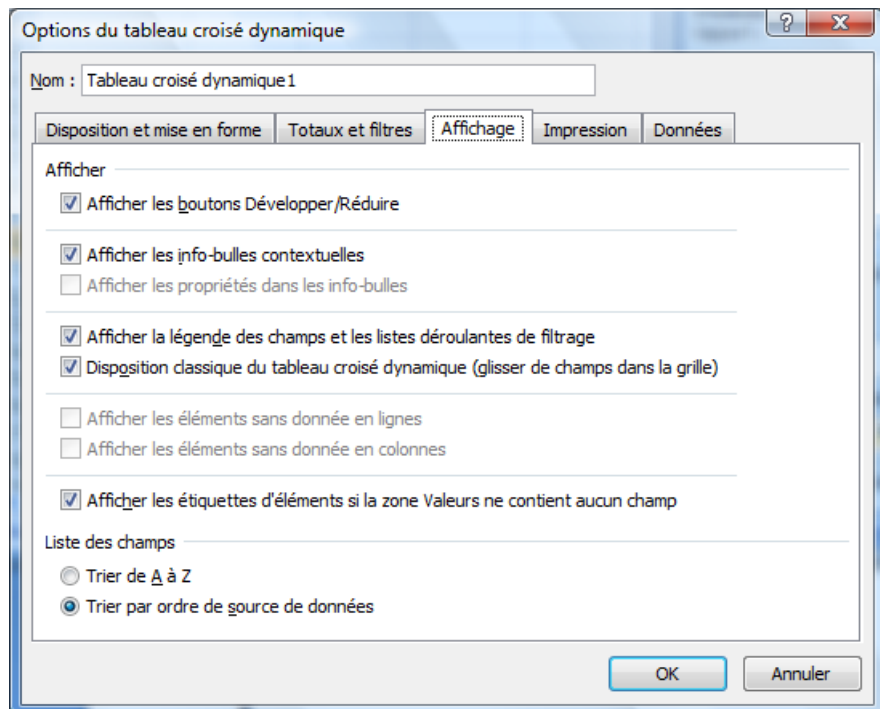 Options du tableau croisé dynamique
Nom : Tableau croisé dynamique1
Disposition et mise en forme Totaux et filtres Affichage Impression Données
Afficher
Afficher les boutons Développer/Réduire
Afficher les info-bulles contextuelles
Afficher les propriétés dans les info-bulles
Afficher la légende des champs et les listes déroulantes de filtrage
Disposition classique du tableau croisé dynamique (glisser de champs dans la grille)
Afficher les éléments sans donnée en lignes
Afficher les éléments sans donnée en colonnes
Afficher les étiquettes d'éléments si la zone Valeurs ne contient aucun champ
Liste des champs
Trier de A à Z
Trier par ordre de source de données
OK Annuler